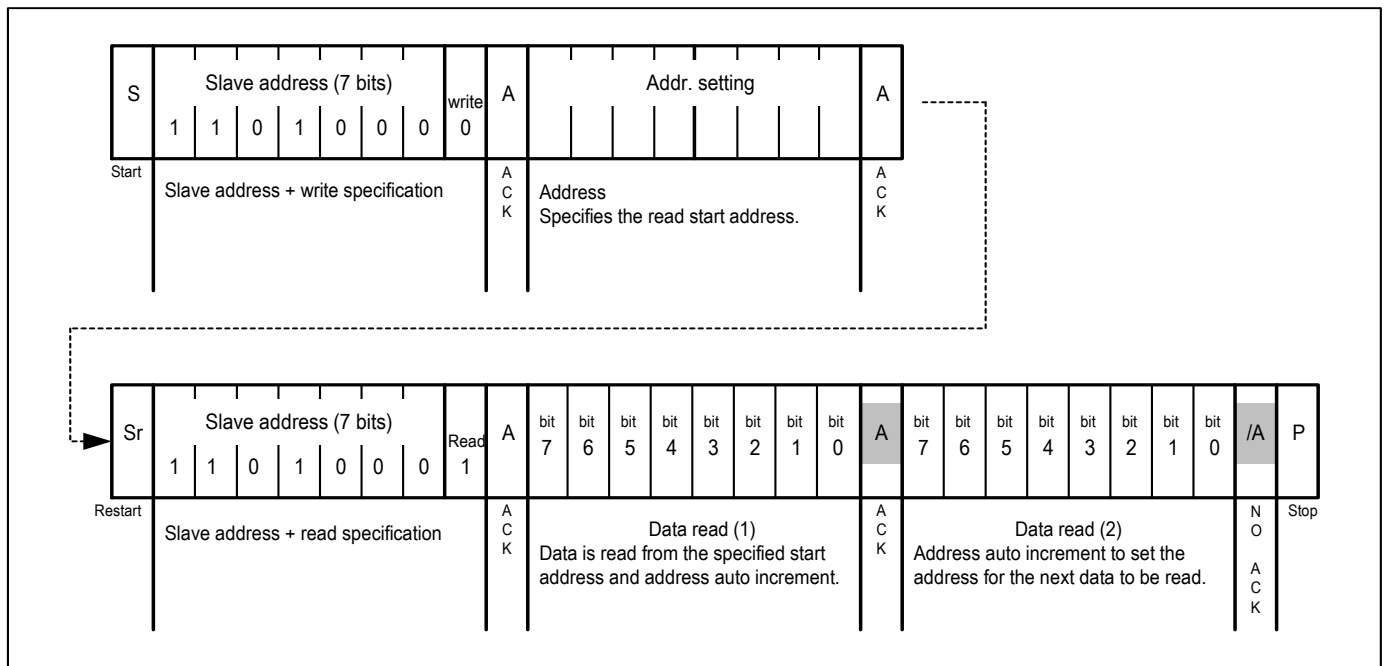 S Slave address (7 bits) write A Addr. setting A
1 1 0 1 0 0 0 0
Start
Slave address + write specification
A C K
Address
Specifies the read start address.
A C K
Sr Slave address (7 bits) Read A bit 7 bit 6 bit 5 bit 4 bit 3 bit 2 bit 1 bit 0 A bit 7 bit 6 bit 5 bit 4 bit 3 bit 2 bit 1 bit 0 /A P
1 1 0 1 0 0 0 1
Restart
Slave address + read specification
A C K
Data read (1)
Data is read from the specified start
address and address auto increment.
A C K
Data read (2)
Address auto increment to set the
address for the next data to be read.
N O A C K
Stop